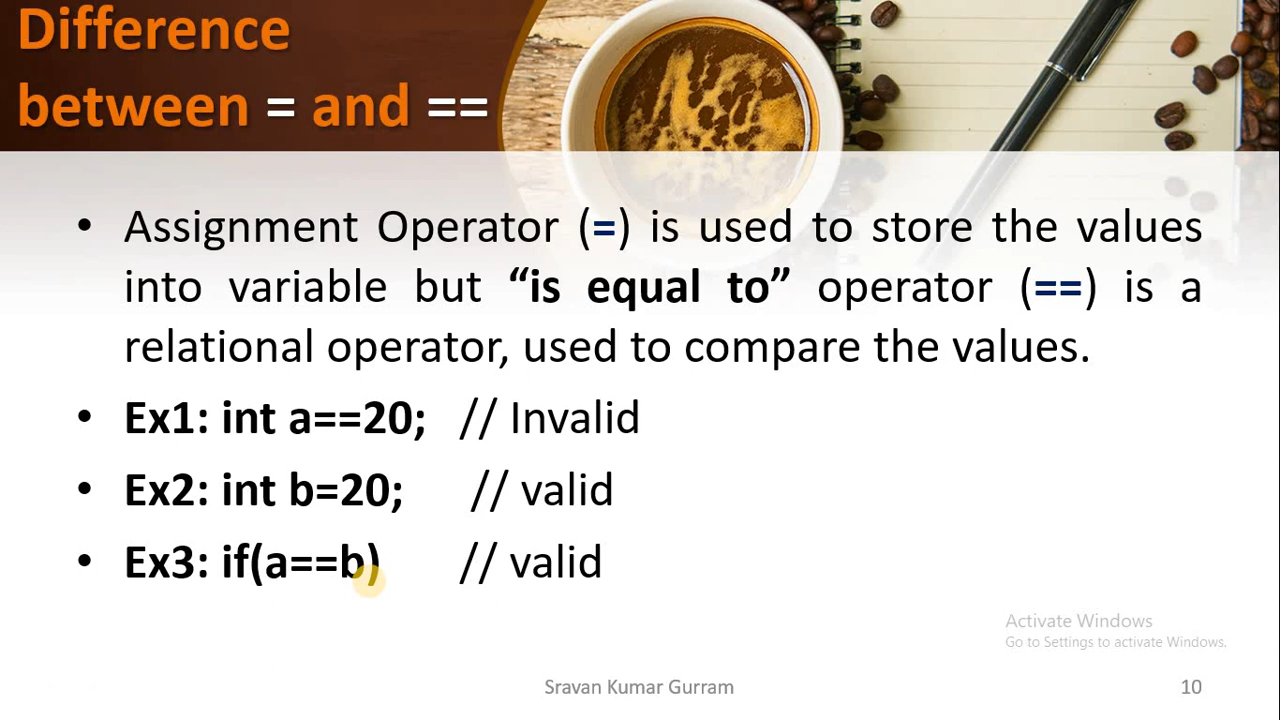 Difference
between = and ==
• Assignment Operator (=) is used to store the values
into variable but “is equal to” operator (==) is a
relational operator, used to compare the values.
• Ex1: int a==20; // Invalid
• Ex2: int b=20; // valid
• Ex3: if(a==b) // valid
Activate Windows
Go to Settings to activate Windows.
Sravan Kumar Gurram 10